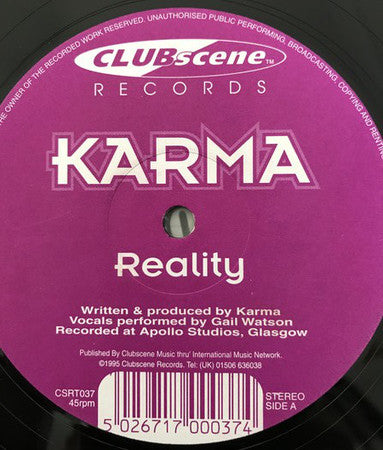 THE OWNER OF THE RECORDED WORK RESERVED. UNAUTHORISED PUBLIC PERFORMING, BROADCASTING, COPYING AND RENTING
CLUBscene™
RECORDS
KARMA
Reality
Written & produced by Karma
Vocals performed by Gail Watson
Recorded at Apollo Studios, Glasgow
Published By Clubscene Music thru' International Music Network.
©1995 Clubscene Records. Tel: (UK) 01506 636038
CSRT037
45rpm
STEREO
SIDE A
5 026717 000374